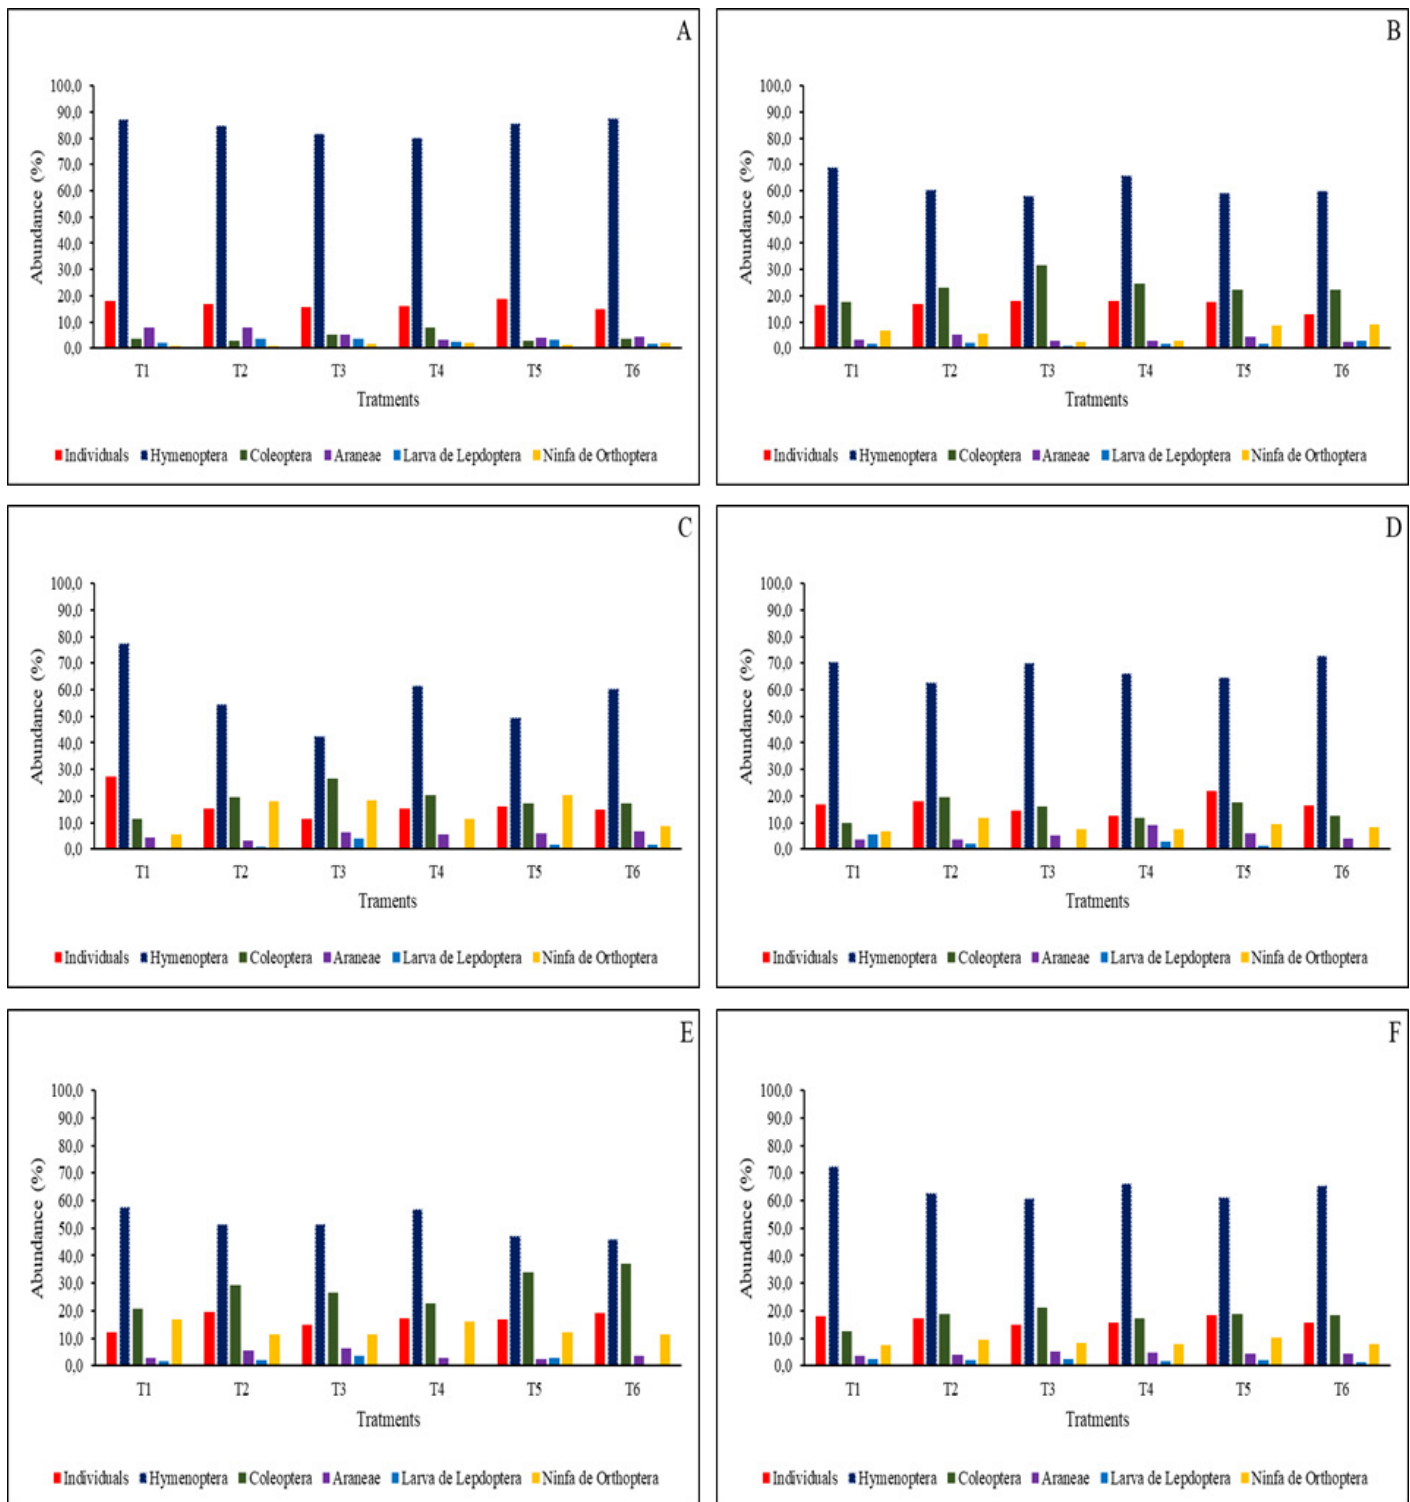 A
100,0
90,0
80,0
70,0
60,0
50,0
40,0
30,0
20,0
10,0
0,0
Abundance (%)
T1 T2 T3 T4 T5 T6
Tratments
Individuals Hymenoptera Coleoptera Araneae Larva de Lepdoptera Ninfa de Orthoptera
B
100,0
90,0
80,0
70,0
60,0
50,0
40,0
30,0
20,0
10,0
0,0
Abundance (%)
T1 T2 T3 T4 T5 T6
Tratments
Individuals Hymenoptera Coleoptera Araneae Larva de Lepdoptera Ninfa de Orthoptera
C
100,0
90,0
80,0
70,0
60,0
50,0
40,0
30,0
20,0
10,0
0,0
Abundance (%)
T1 T2 T3 T4 T5 T6
Traments
Individuals Hymenoptera Coleoptera Araneae Larva de Lepdoptera Ninfa de Orthoptera
D
100,0
90,0
80,0
70,0
60,0
50,0
40,0
30,0
20,0
10,0
0,0
Abundance (%)
T1 T2 T3 T4 T5 T6
Tratments
Individuals Hymenoptera Coleoptera Araneae Larva de Lepdoptera Ninfa de Orthoptera
E
100,0
90,0
80,0
70,0
60,0
50,0
40,0
30,0
20,0
10,0
0,0
Abundance (%)
T1 T2 T3 T4 T5 T6
Tratments
Individuals Hymenoptera Coleoptera Araneae Larva de Lepdoptera Ninfa de Orthoptera
F
100,0
90,0
80,0
70,0
60,0
50,0
40,0
30,0
20,0
10,0
0,0
Abundance (%)
T1 T2 T3 T4 T5 T6
Tratments
Individuals Hymenoptera Coleoptera Araneae Larva de Lepdoptera Ninfa de Orthoptera